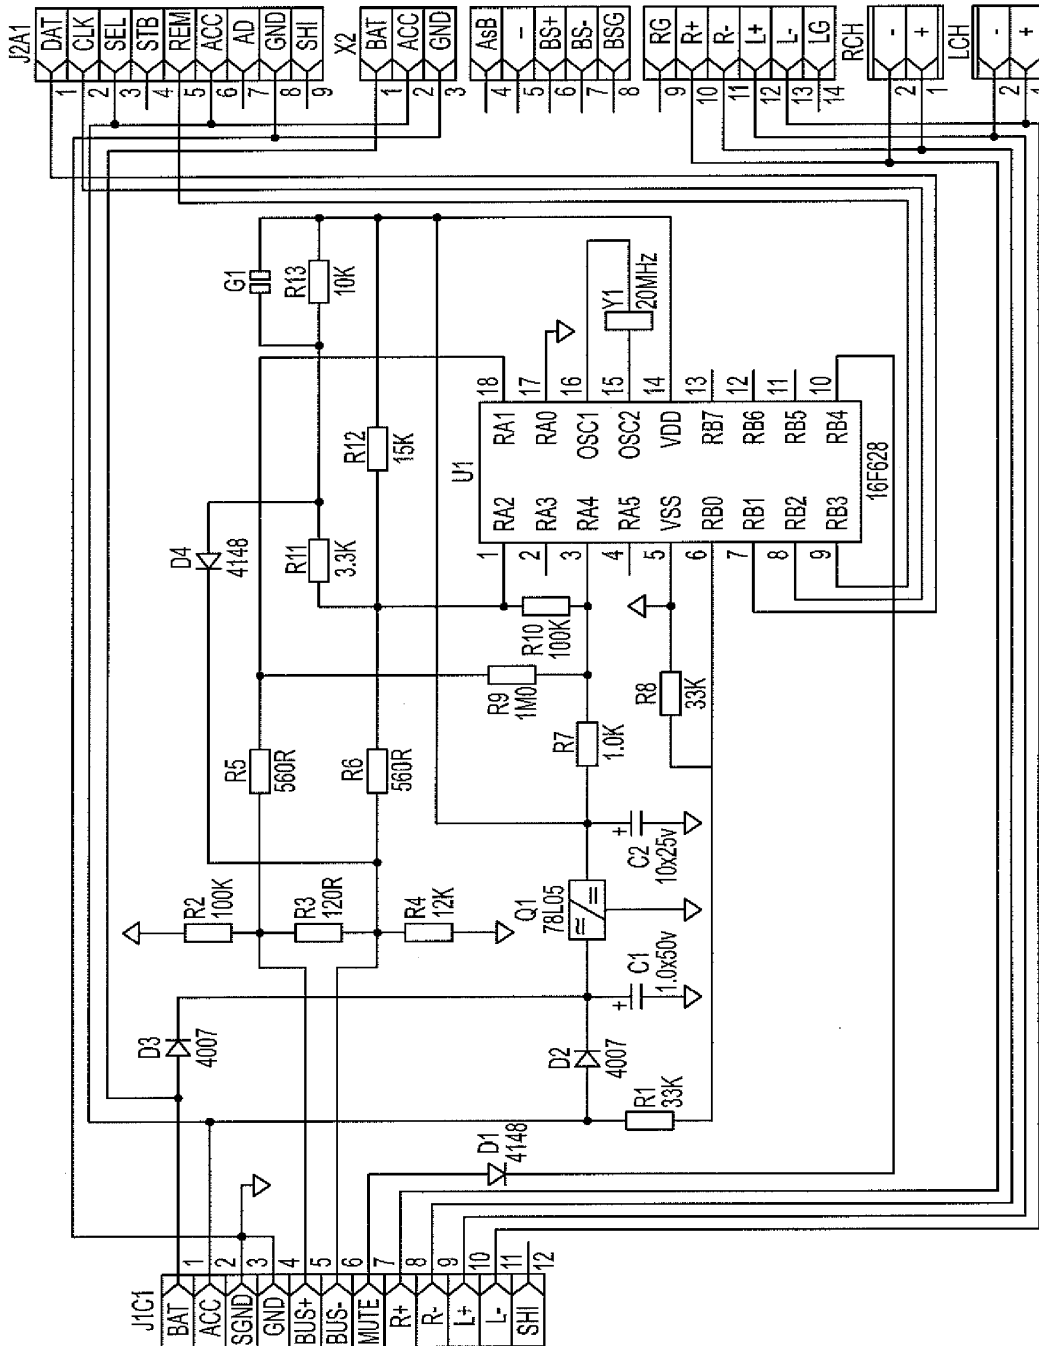 J2A1
DAT
CLK
SEL
STB
REM
ACC
AD
GND
SHI
1
2
3
4
5
6
7
8
9
X2
BAT
ACC
GND
1
2
3
AsB
–
BS+
BS-
BSG
4
5
6
7
8
RG
R+
R-
L+
L-
LG
9
10
11
12
13
14
RCH
-
+
2
1
LCH
-
+
2
1
G1
R13
10K
Y1
20MHz
D4
4148
R11
3.3K
R12
15K
U1
18
17
16
15
14
13
12
11
10
RA1
RA0
OSC1
OSC2
VDD
RB7
RB6
RB5
RB4
RA2
RA3
RA4
RA5
VSS
RB0
RB1
RB2
RB3
1
2
3
4
5
6
7
8
9
16F628
R10
100K
R9
1M0
R8
33K
R5
560R
R6
560R
R7
1.0K
R2
100K
R3
120R
R4
12K
Q1
78L05
+
C2
10x25v
+
C1
1.0x50v
D3
4007
D2
4007
R1
33K
D1
4148
J1C1
BAT
ACC
SGND
GND
BUS+
BUS-
MUTE
R+
R-
L+
L-
SHI
1
2
3
4
5
6
7
8
9
10
11
12